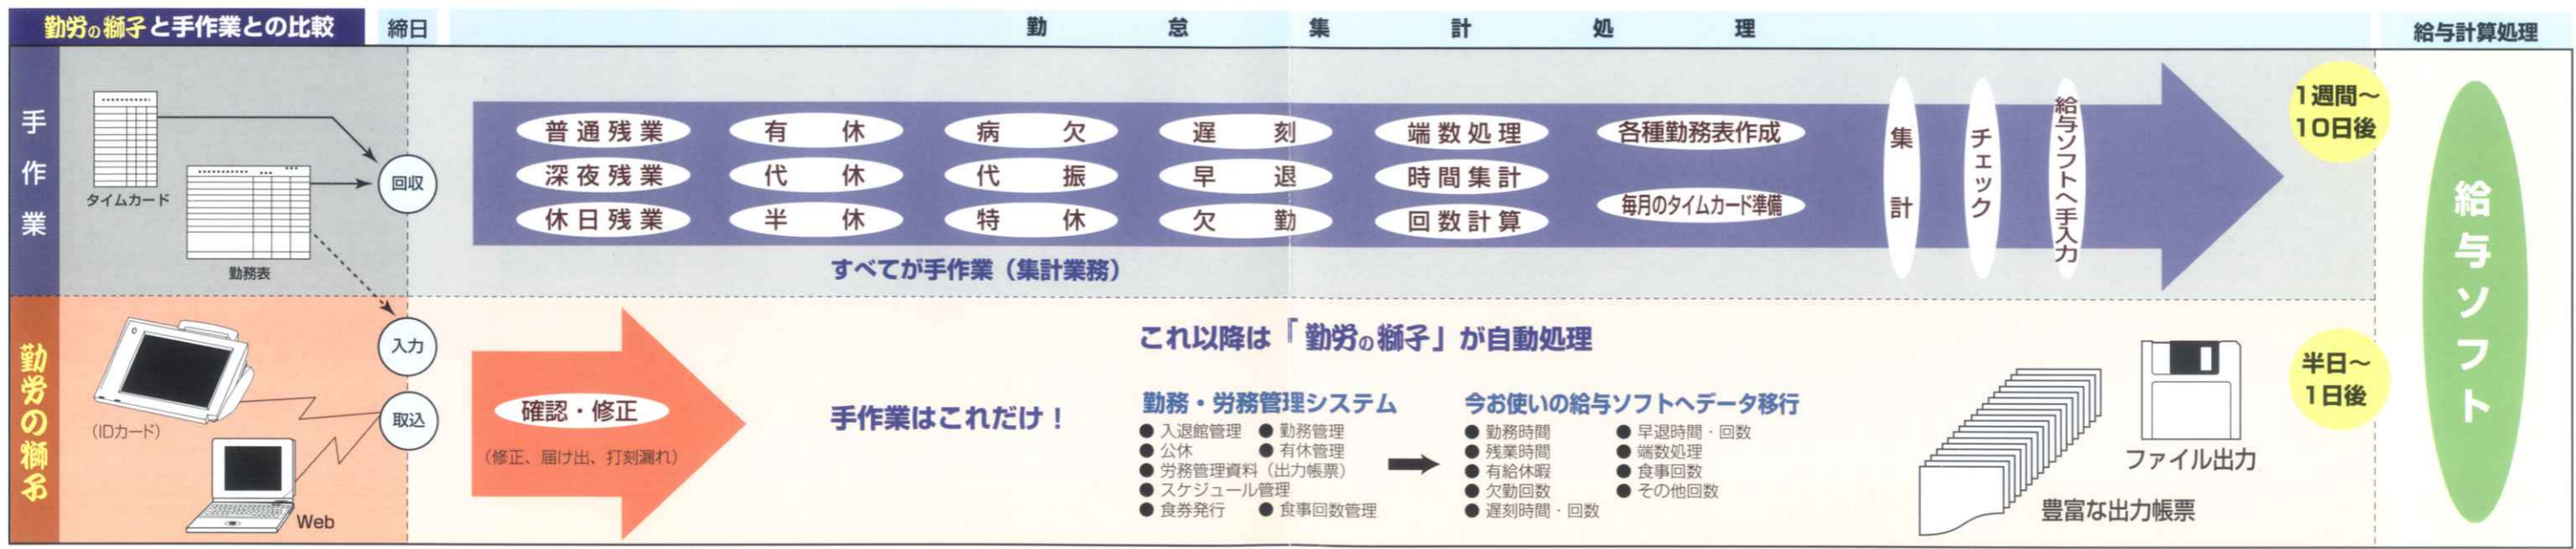 勤労の獅子と手作業との比較
締日
勤怠集計処理
給与計算処理
手作業
タイムカード
勤務表
回収
普通残業
深夜残業
休日残業
有休
代休
半休
病欠
代振
特休
遅刻
早退
欠勤
端数処理
時間集計
回数計算
各種勤務表作成
毎月のタイムカード準備
集計
チェック
給与ソフトへ手入力
すべてが手作業（集計業務）
1週間～
10日後
給与ソフト
勤労の獅子
(IDカード)
Web
入力
取込
確認・修正
(修正、届け出、打刻漏れ)
手作業はこれだけ！
これ以降は「勤労の獅子」が自動処理
勤務・労務管理システム
● 入退館管理 ● 勤務管理
● 公休 ● 有休管理
● 労務管理資料（出力帳票）
● スケジュール管理
● 食券発行 ● 食事回数管理
今お使いの給与ソフトへデータ移行
● 勤務時間 ● 早退時間・回数
● 残業時間 ● 端数処理
● 有給休暇 ● 食事回数
● 欠勤回数 ● その他回数
● 遅刻時間・回数
豊富な出力帳票
ファイル出力
半日～
1日後